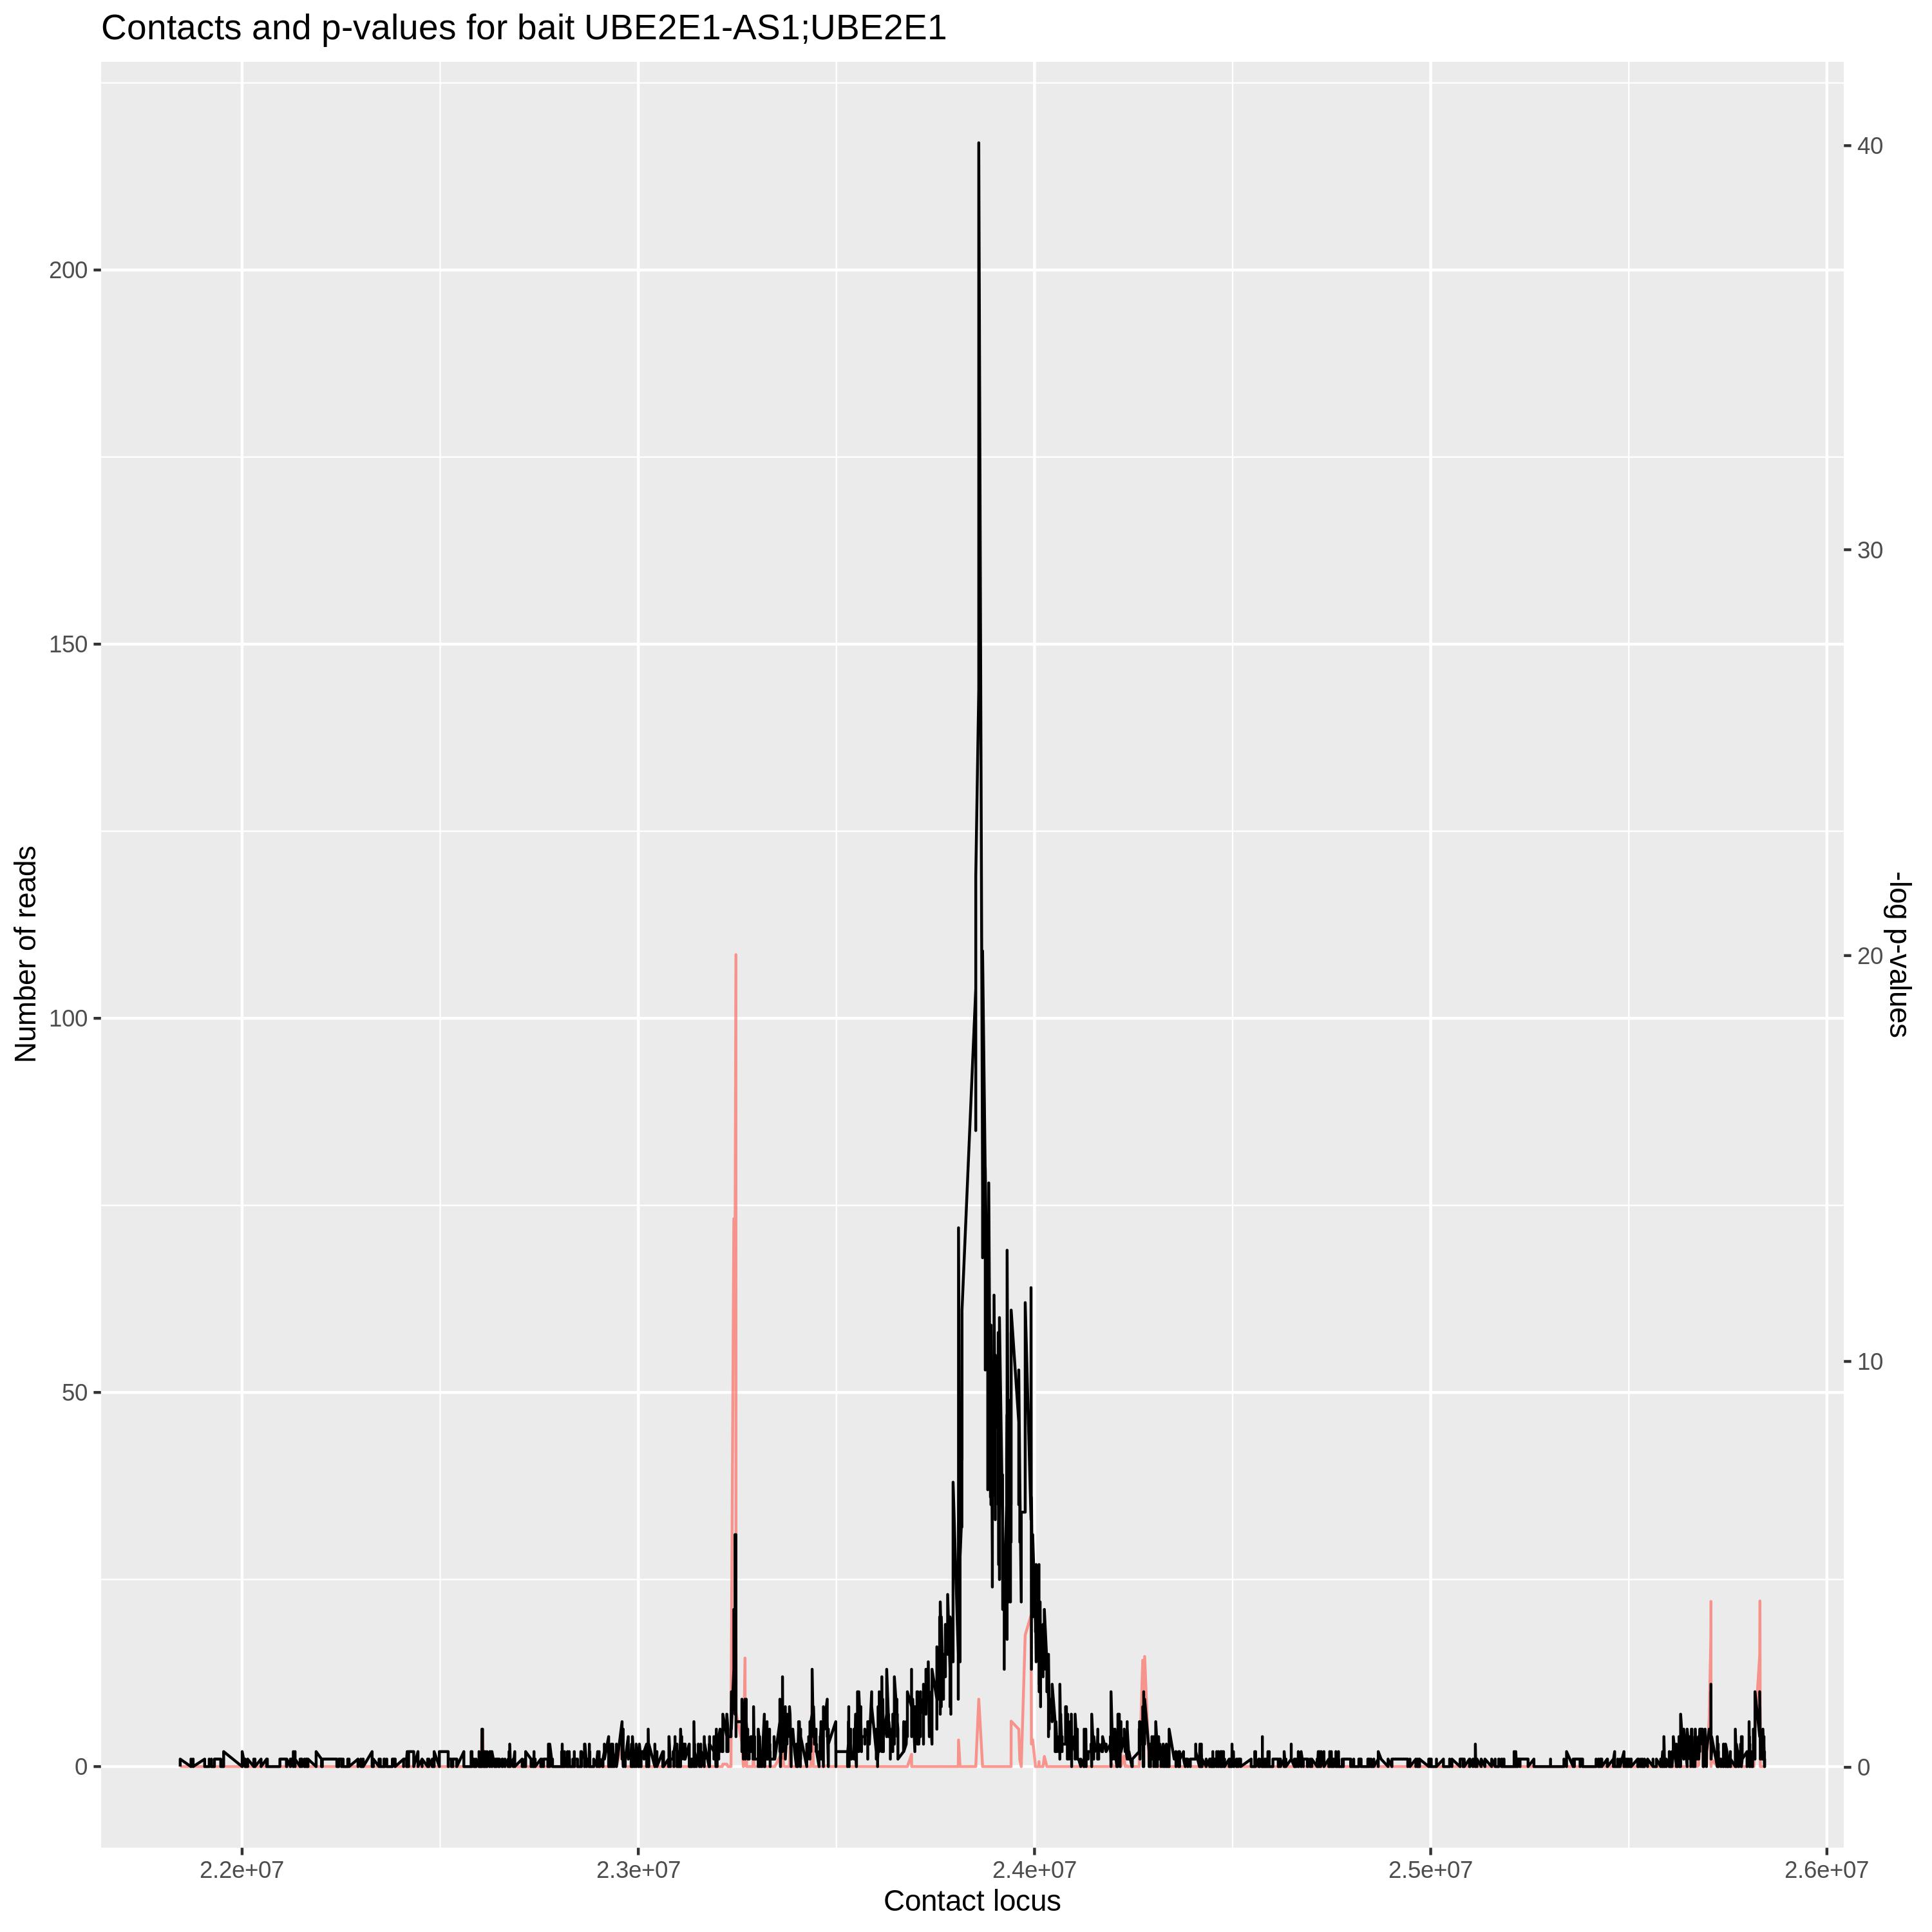 Contacts and p-values for bait UBE2E1-AS1;UBE2E1
Number of reads
200
150
100
50
0
40
30
20
10
0
-log p-values
2.2e+07 2.3e+07 2.4e+07 2.5e+07 2.6e+07
Contact locus